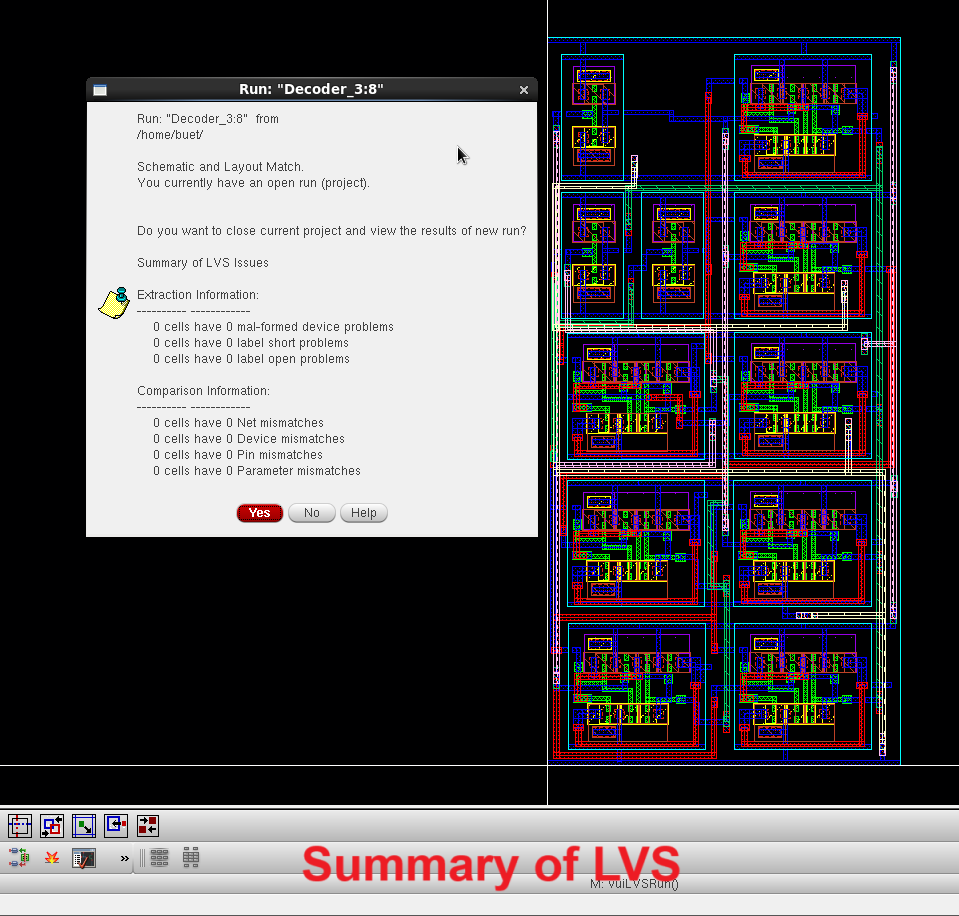 Run: "Decoder_3:8"
Run: "Decoder_3:8" from
/home/buet/
Schematic and Layout Match.
You currently have an open run (project).
Do you want to close current project and view the results of new run?
Summary of LVS Issues
Extraction Information:
---------- ------------
0 cells have 0 mal-formed device problems
0 cells have 0 label short problems
0 cells have 0 label open problems
Comparison Information:
---------- ------------
0 cells have 0 Net mismatches
0 cells have 0 Device mismatches
0 cells have 0 Pin mismatches
0 cells have 0 Parameter mismatches
Yes No Help
»
Summary of LVS
M: vuiLVSRun()